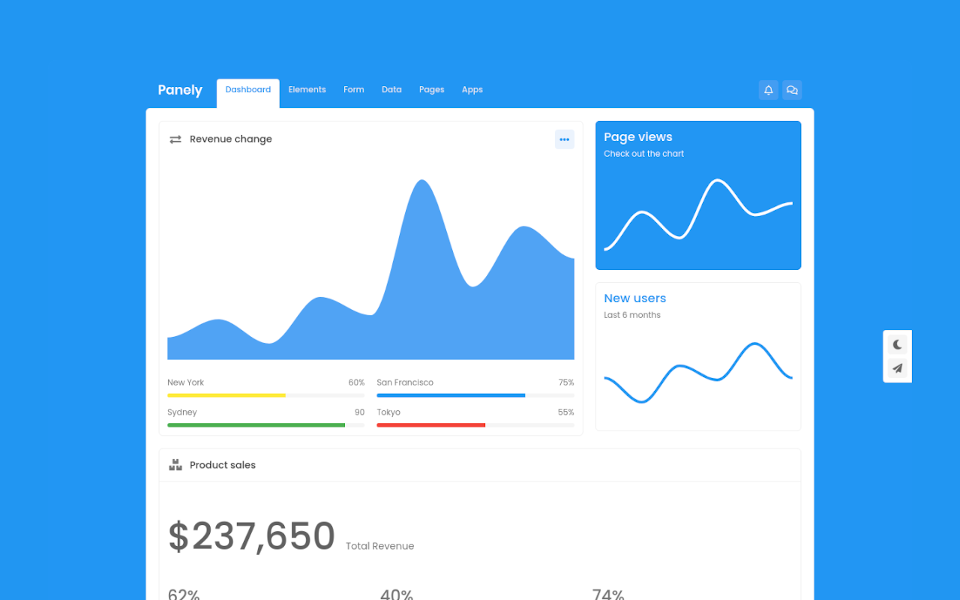 Panely Dashboard Elements Form Data Pages Apps
Revenue change
New York 60% San Francisco 75%
Sydney 90 Tokyo 55%
Page views
Check out the chart
New users
Last 6 months
Product sales
$237,650 Total Revenue
62% 40% 74%